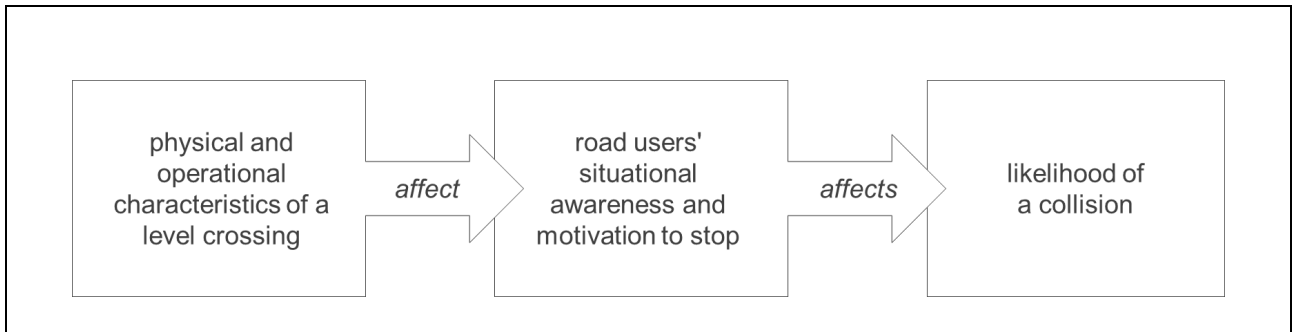 physical and
operational
characteristics of a
level crossing
affect
road users'
situational
awareness and
motivation to stop
affects
likelihood of
a collision